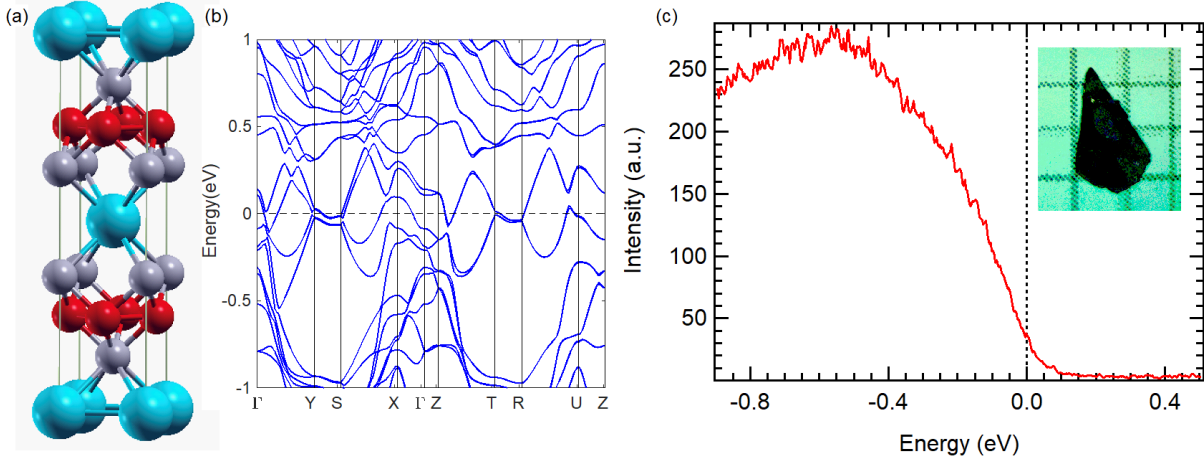 (a)
(b)
Energy(eV)
1
0.5
0
-0.5
-1
Γ Y S X Γ Z T R U Z
(c)
Intensity (a.u.)
250
200
150
100
50
-0.8 -0.4 0.0 0.4
Energy (eV)